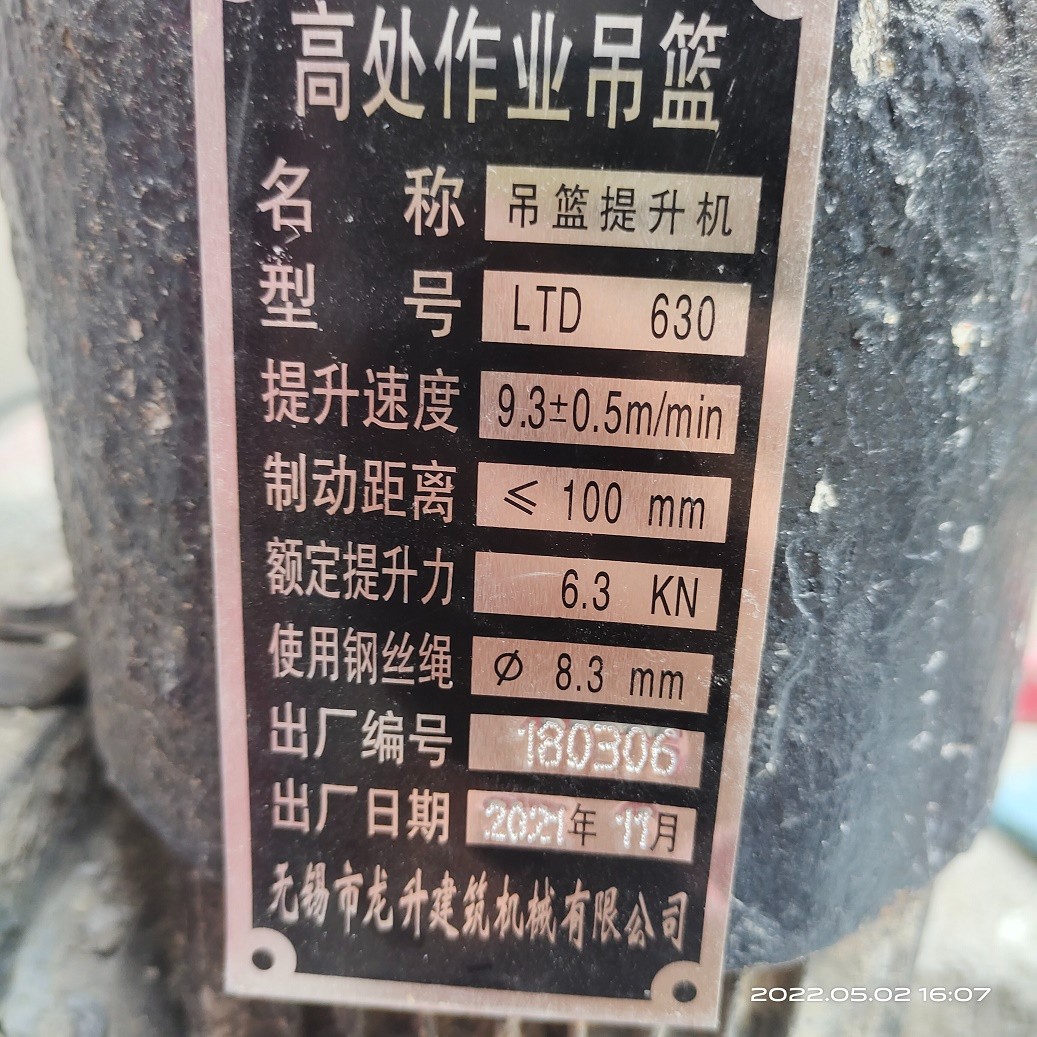 高处作业吊篮
名 称 吊篮提升机
型 号 LTD 630
提升速度 9.3±0.5m/min
制动距离 ≤ 100 mm
额定提升力 6.3 KN
使用钢丝绳 Ø 8.3 mm
出厂编号 180306
出厂日期 2021年 11月
无锡市龙升建筑机械有限公司
2022.05.02 16:07